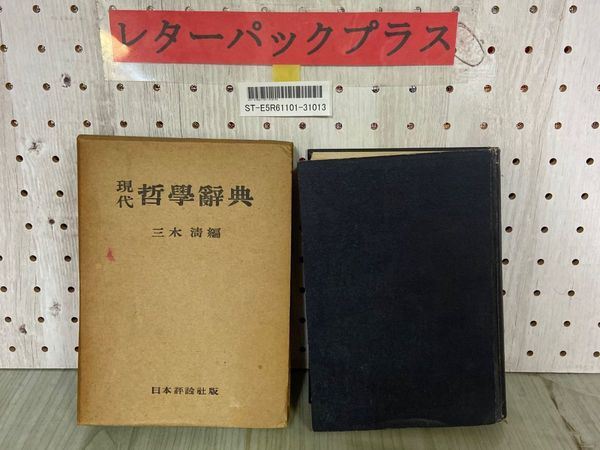 レターパックプラス
ST-E5R61101-31013
現代 哲學辭典
三木 淸編
日本評論社版